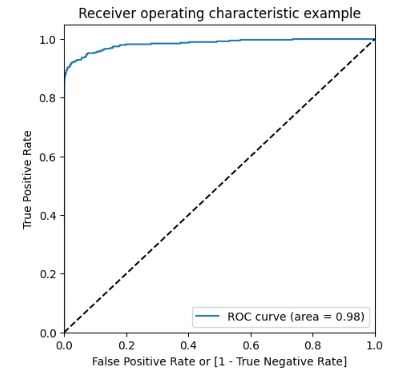 Receiver operating characteristic example
1.0
0.8
0.6
0.4
0.2
0.0
True Positive Rate
ROC curve (area = 0.98)
0.0 0.2 0.4 0.6 0.8 1.0
False Positive Rate or [1 - True Negative Rate]